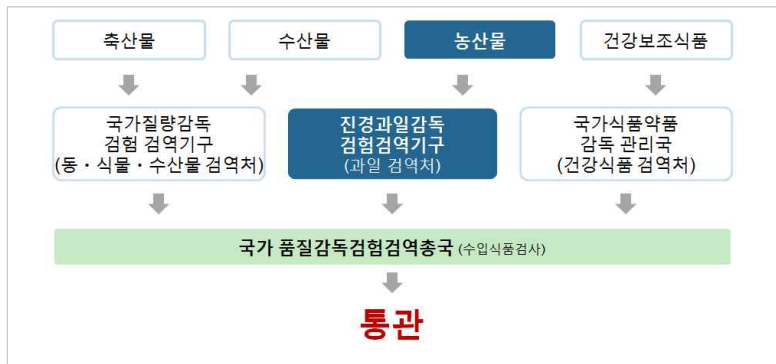 축산물
수산물
농산물
건강보조식품
국가질량감독
검험 검역기구
(동・식물・수산물 검역처)
진경과일감독
검험검역기구
(과일 검역처)
국가식품약품
감독 관리국
(건강식품 검역처)
국가 품질감독검험검역총국 (수입식품검사)
통관